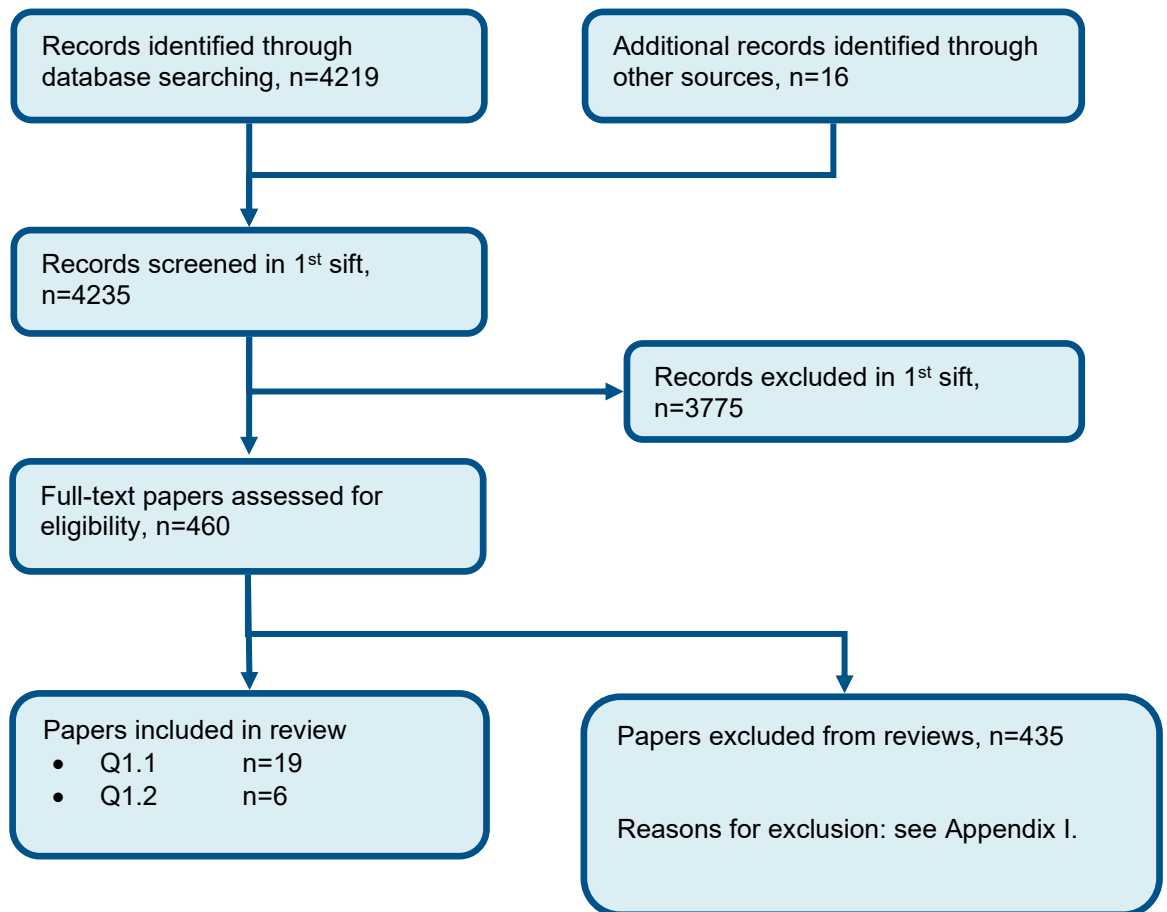 Records identified through
database searching, n=4219
Additional records identified through
other sources, n=16
Records screened in 1st sift,
n=4235
Records excluded in 1st sift,
n=3775
Full-text papers assessed for
eligibility, n=460
Papers included in review
• Q1.1 n=19
• Q1.2 n=6
Papers excluded from reviews, n=435
Reasons for exclusion: see Appendix I.